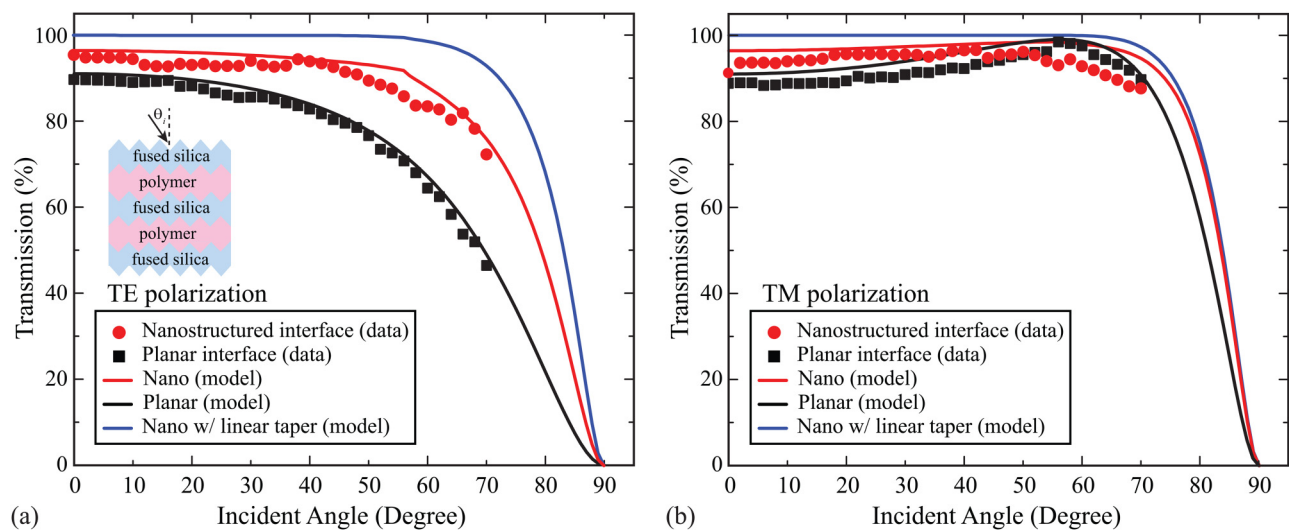 100
80
60
40
20
0
Transmission (%)
θi
fused silica
polymer
fused silica
polymer
fused silica
TE polarization
Nanostructured interface (data)
Planar interface (data)
Nano (model)
Planar (model)
Nano w/ linear taper (model)
0 10 20 30 40 50 60 70 80 90
Incident Angle (Degree)
(a)
100
80
60
40
20
0
Transmission (%)
TM polarization
Nanostructured interface (data)
Planar interface (data)
Nano (model)
Planar (model)
Nano w/ linear taper (model)
0 10 20 30 40 50 60 70 80 90
Incident Angle (Degree)
(b)